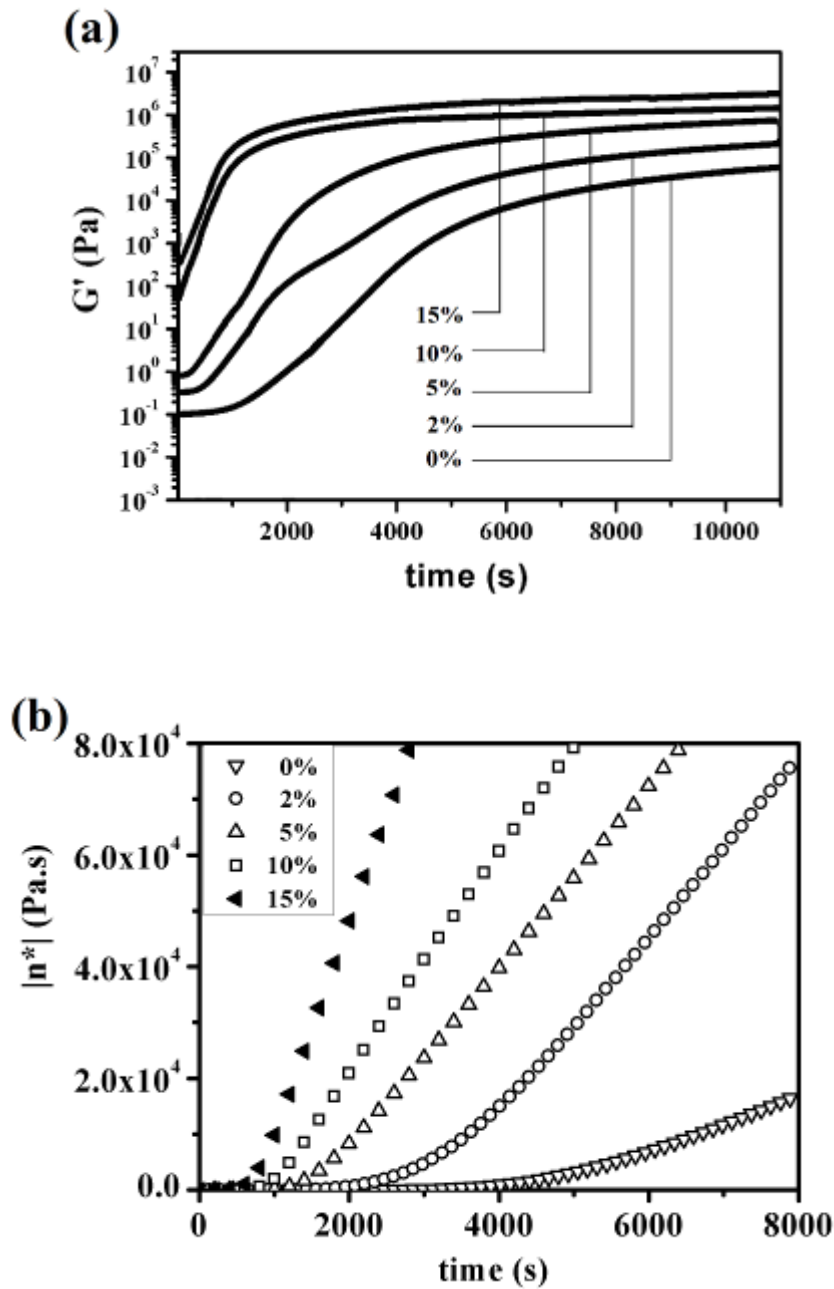 (a)
10^7
10^6
10^5
10^4
10^3
10^2
10^1
10^0
10^-1
10^-2
10^-3
G' (Pa)
15%
10%
5%
2%
0%
2000 4000 6000 8000 10000
time (s)
(b)
8.0x10^4
6.0x10^4
4.0x10^4
2.0x10^4
0.0
|n*| (Pa.s)
0%
2%
5%
10%
15%
0 2000 4000 6000 8000
time (s)